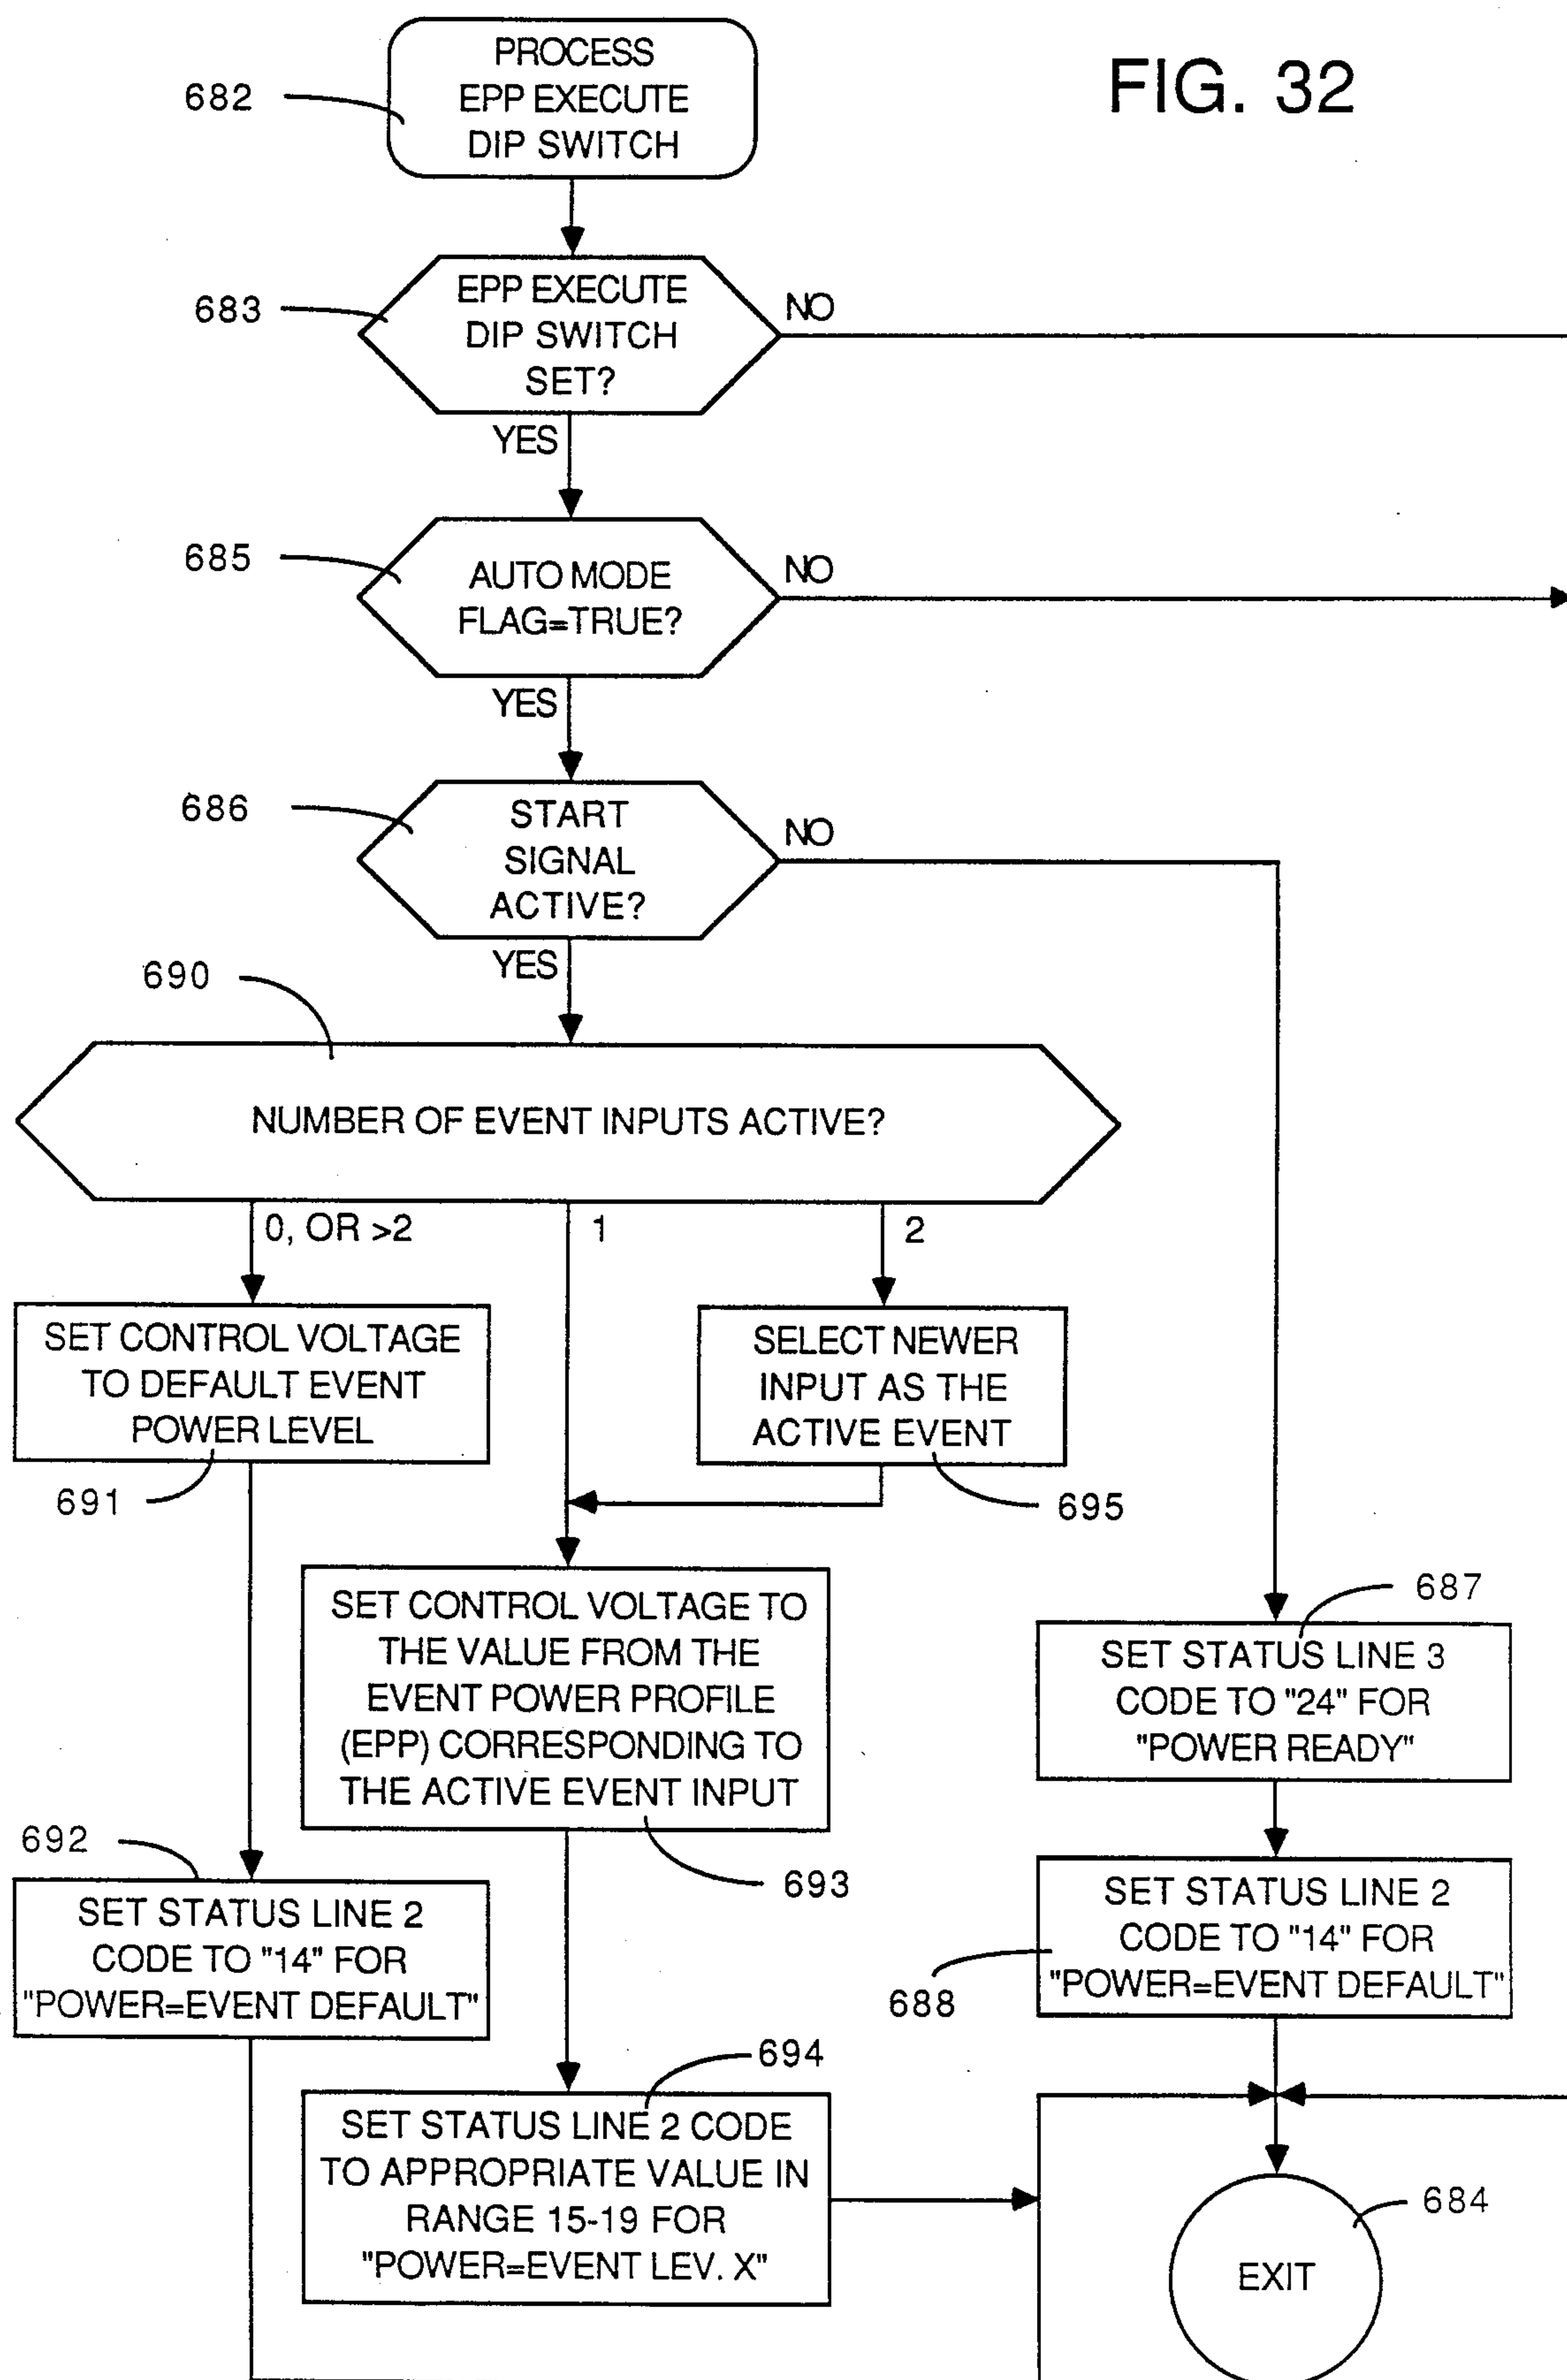 FIG. 32
682
PROCESS
EPP EXECUTE
DIP SWITCH
683
EPP EXECUTE
DIP SWITCH
SET?
NO
YES
685
AUTO MODE
FLAG=TRUE?
NO
YES
686
START
SIGNAL
ACTIVE?
NO
YES
690
NUMBER OF EVENT INPUTS ACTIVE?
0, OR >2
1
2
SET CONTROL VOLTAGE
TO DEFAULT EVENT
POWER LEVEL
691
SELECT NEWER
INPUT AS THE
ACTIVE EVENT
695
SET CONTROL VOLTAGE TO
THE VALUE FROM THE
EVENT POWER PROFILE
(EPP) CORRESPONDING TO
THE ACTIVE EVENT INPUT
693
687
SET STATUS LINE 3
CODE TO "24" FOR
"POWER READY"
692
SET STATUS LINE 2
CODE TO "14" FOR
"POWER=EVENT DEFAULT"
SET STATUS LINE 2
CODE TO "14" FOR
"POWER=EVENT DEFAULT"
688
694
SET STATUS LINE 2 CODE
TO APPROPRIATE VALUE IN
RANGE 15-19 FOR
"POWER=EVENT LEV. X"
684
EXIT